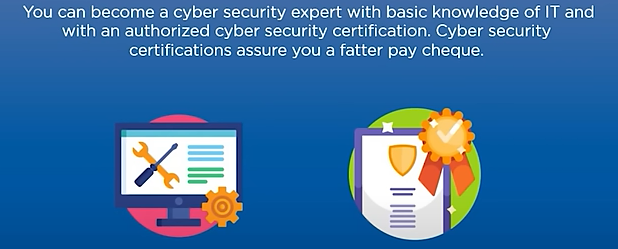 You can become a cyber security expert with basic knowledge of IT and
with an authorized cyber security certification. Cyber security
certifications assure you a fatter pay cheque.